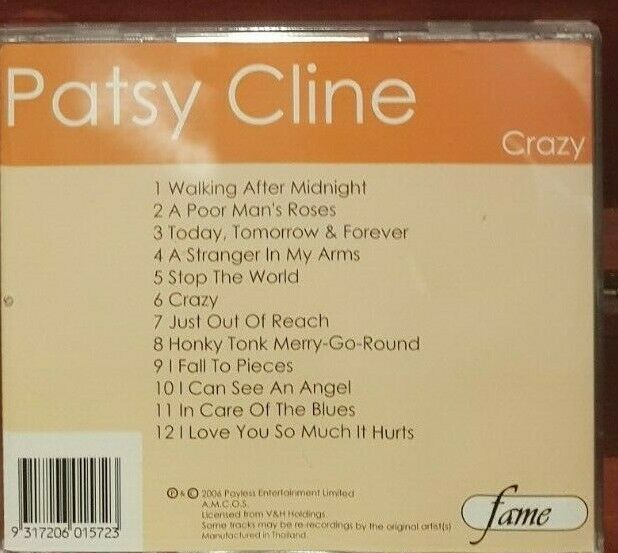 Patsy Cline
Crazy
1 Walking After Midnight
2 A Poor Man's Roses
3 Today, Tomorrow & Forever
4 A Stranger In My Arms
5 Stop The World
6 Crazy
7 Just Out Of Reach
8 Honky Tonk Merry-Go-Round
9 I Fall To Pieces
10 I Can See An Angel
11 In Care Of The Blues
12 I Love You So Much It Hurts
℗ & © 2006 Payless Entertainment Limited
A.M.C.O.S.
Licensed from V&H Holdings.
Some tracks may be re-recordings by the original artist(s)
Manufactured in Thailand.
9 317206 015723
fame